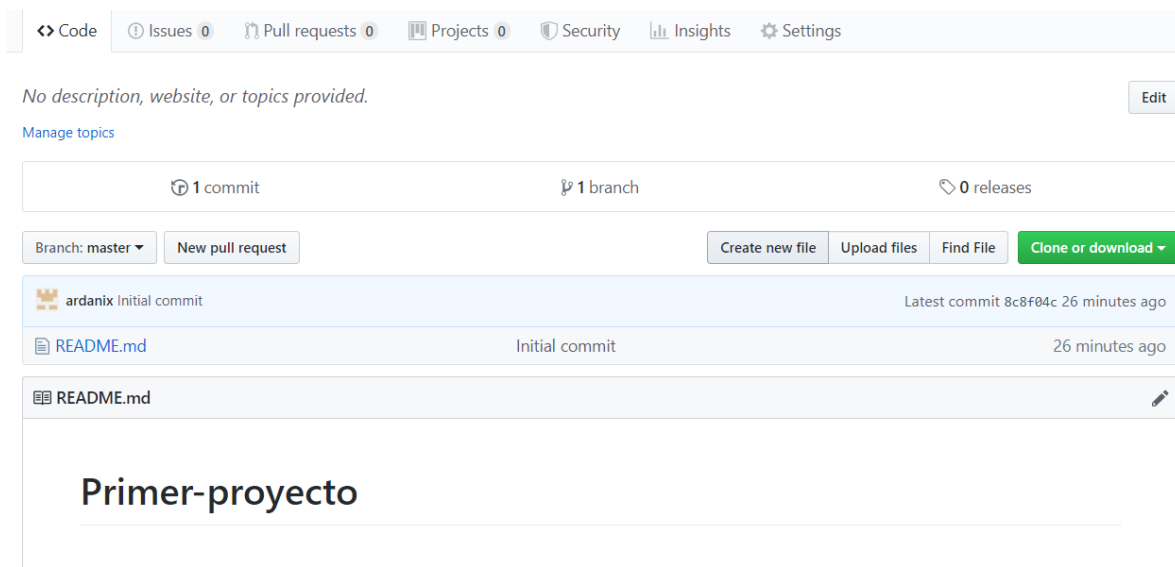 Code Issues 0 Pull requests 0 Projects 0 Security Insights Settings
No description, website, or topics provided. Edit
Manage topics
1 commit 1 branch 0 releases
Branch: master New pull request Create new file Upload files Find File Clone or download
ardanix Initial commit Latest commit 8c8f04c 26 minutes ago
README.md Initial commit 26 minutes ago
README.md
Primer-proyecto